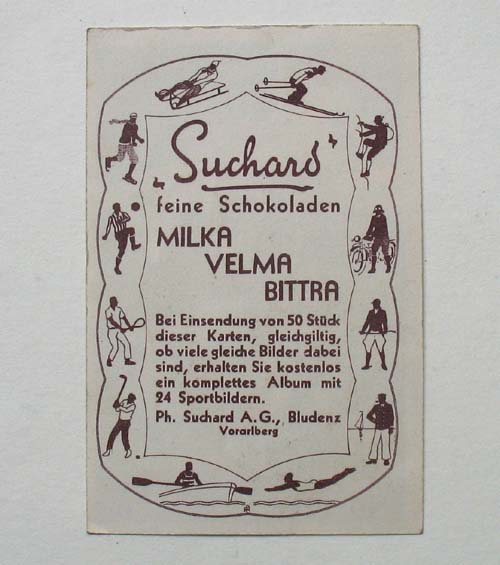 „Suchard"
feine Schokoladen
MILKA
VELMA
BITTRA
Bei Einsendung von 50 Stück
dieser Karten, gleichgiltig,
ob viele gleiche Bilder dabei
sind, erhalten Sie kostenlos
ein komplettes Album mit
24 Sportbildern.
Ph. Suchard A.G., Bludenz
Vorarlberg